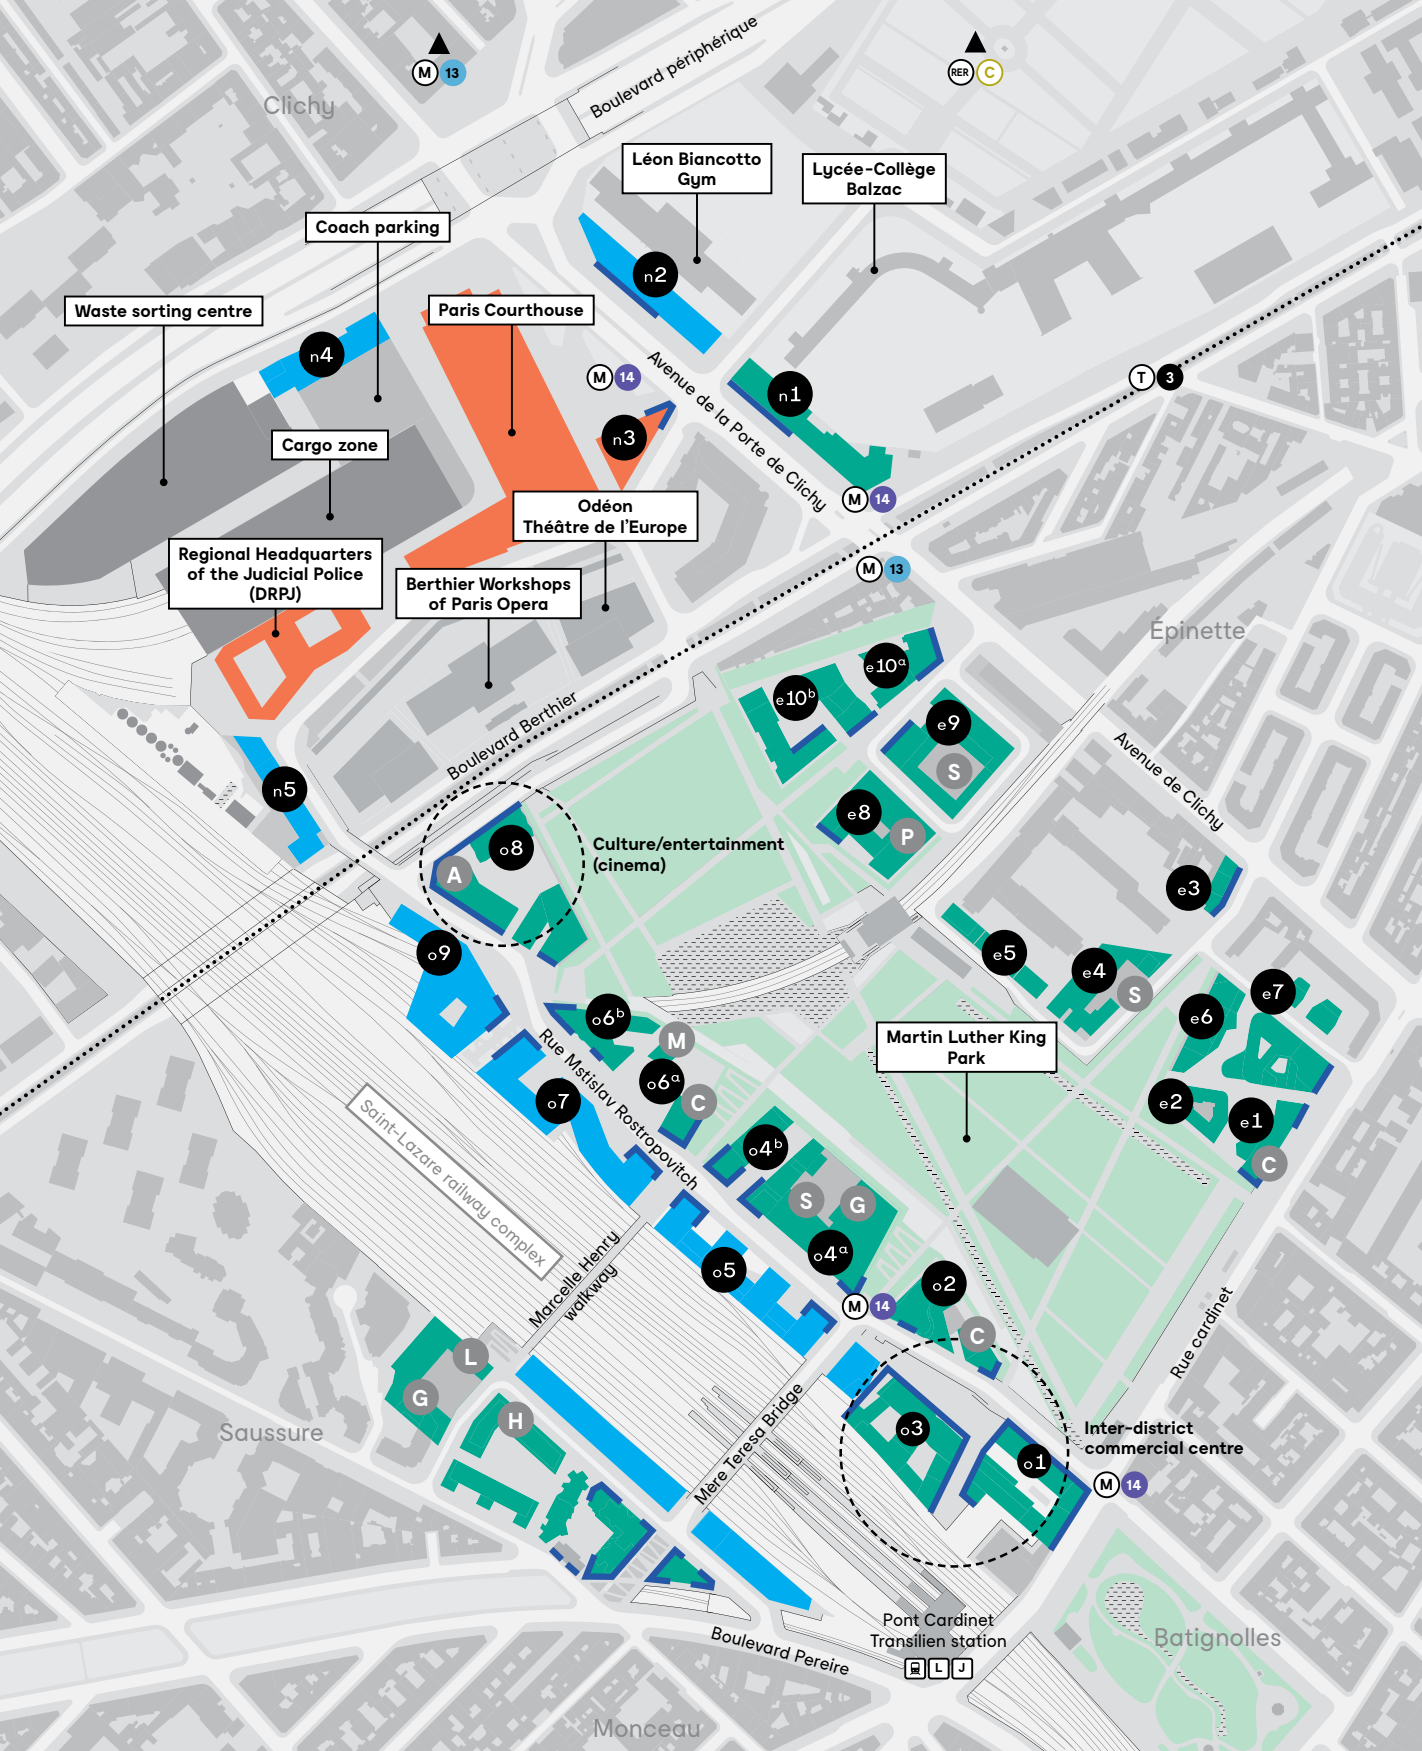 Boulevard périphérique
M 13
RER C
Clichy
Léon Biancotto
Gym
Lycée-Collège
Balzac
Coach parking
n2
Waste sorting centre
Paris Courthouse
n4
M 14
Avenue de la Porte de Clichy
n1
T 3
Cargo zone
n3
M 14
Odéon
Théâtre de l'Europe
Regional Headquarters
of the Judicial Police
(DRPJ)
Berthier Workshops
of Paris Opera
M 13
Épinette
e10a
e10b
e9
S
Boulevard Berthier
Avenue de Clichy
n5
e8
P
o8
A
Culture/entertainment
(cinema)
e3
o9
e5
e4
S
e7
e6
o6b
M
Martin Luther King
Park
Rue Mstislav Rostropovitch
o6a
C
o7
e2
e1
C
Saint-Lazare railway complex
o4b
S
G
o4a
Marcelle Henry
walkway
o5
o2
M 14
C
Rue cardinet
L
G
H
Saussure
Mère Teresa Bridge
o3
o1
Inter-district
commercial centre
M 14
Pont Cardinet
Transilien station
L J
Boulevard Pereire
Batignolles
Monceau